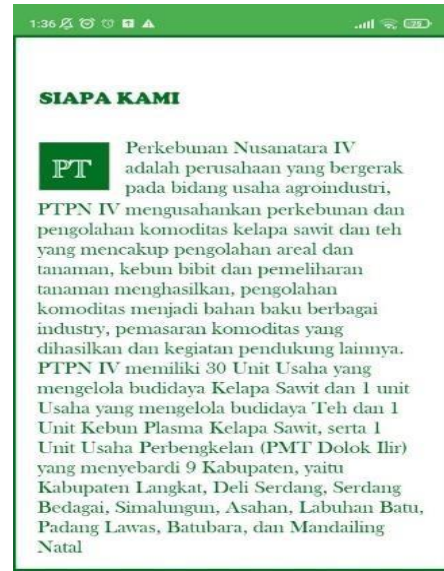 1:36
28
SIAPA KAMI
PT
Perkebunan Nusanatara IV
adalah perusahaan yang bergerak
pada bidang usaha agroindustri,
PTPN IV mengusahankan perkebunan dan
pengolahan komoditas kelapa sawit dan teh
yang mencakup pengolahan areal dan
tanaman, kebun bibit dan pemeliharan
tanaman menghasilkan, pengolahan
komoditas menjadi bahan baku berbagai
industry, pemasaran komoditas yang
dihasilkan dan kegiatan pendukung lainnya.
PTPN IV memiliki 30 Unit Usaha yang
mengelola budidaya Kelapa Sawit dan 1 unit
Usaha yang mengelola budidaya Teh dan 1
Unit Kebun Plasma Kelapa Sawit, serta 1
Unit Usaha Perbengkelan (PMT Dolok Ilir)
yang menyebardi 9 Kabupaten, yaitu
Kabupaten Langkat, Deli Serdang, Serdang
Bedagai, Simalungun, Asahan, Labuhan Batu,
Padang Lawas, Batubara, dan Mandailing
Natal